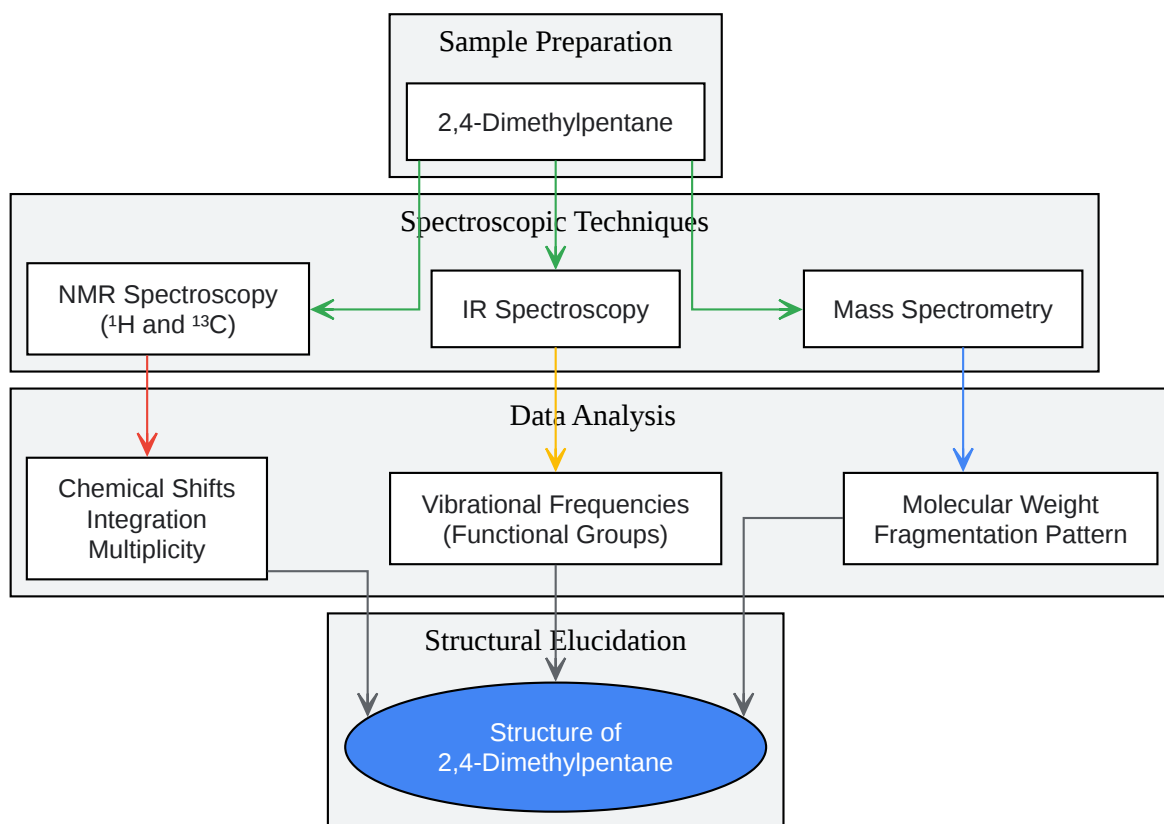 Sample Preparation
2,4-Dimethylpentane
Spectroscopic Techniques
NMR Spectroscopy
(¹H and ¹³C)
IR Spectroscopy
Mass Spectrometry
Data Analysis
Chemical Shifts
Integration
Multiplicity
Vibrational Frequencies
(Functional Groups)
Molecular Weight
Fragmentation Pattern
Structural Elucidation
Structure of
2,4-Dimethylpentane